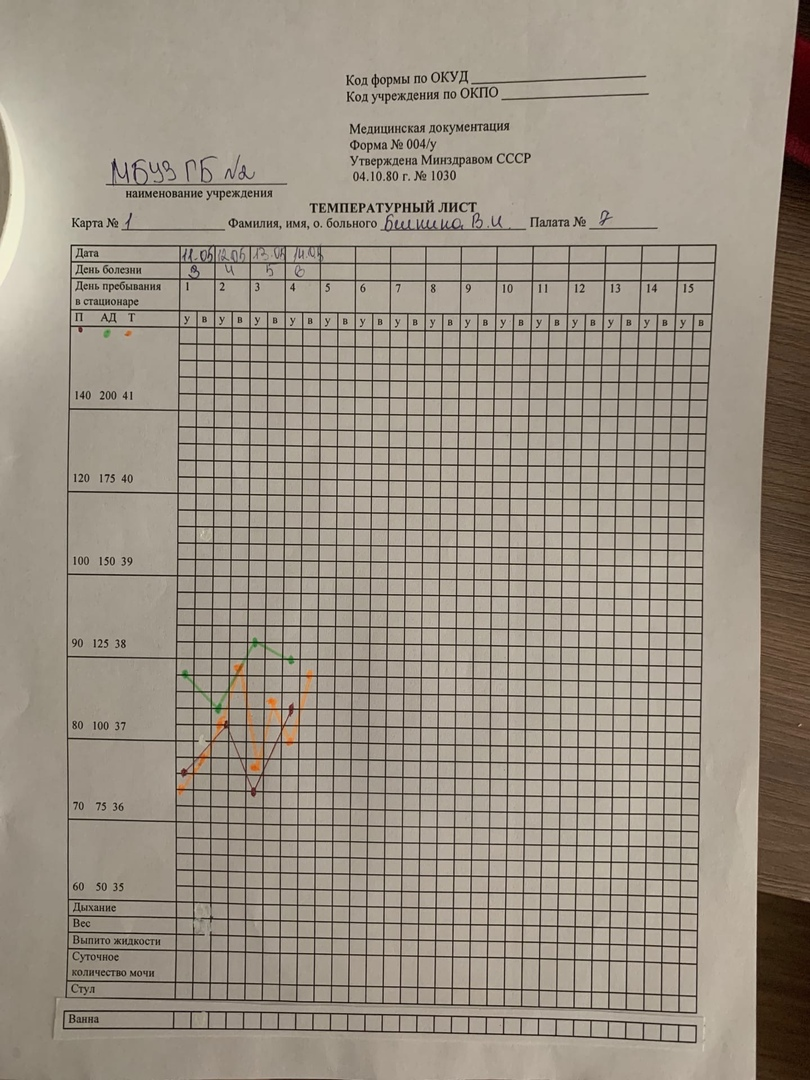 Код формы по ОКУД
Код учреждения по ОКПО
Медицинская документация
Форма № 004/у
Утверждена Минздравом СССР
04.10.80 г. № 1030
МБУЗ ГБ №2
наименование учреждения
ТЕМПЕРАТУРНЫЙ ЛИСТ
Карта № 1 Фамилия, имя, о. больного В.И. Палата № 7
Дата 11.05 12.05 13.05 14.05
День болезни 3 4 5 6
День пребывания в стационаре 1 2 3 4 5 6 7 8 9 10 11 12 13 14 15
П АД Т у в у в у в у в у в у в у в у в у в у в у в у в у в у в у в
140 200 41
120 175 40
100 150 39
90 125 38
80 100 37
70 75 36
60 50 35
Дыхание
Вес
Выпито жидкости
Суточное
количество мочи
Стул
Ванна